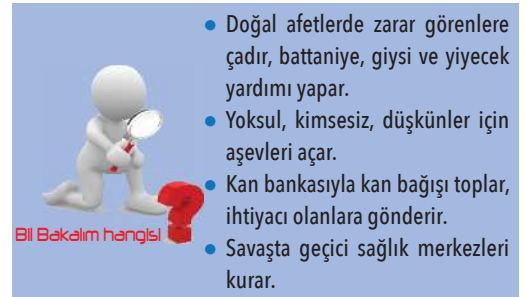 ● Doğal afetlerde zarar görenlere
çadır, battaniye, giysi ve yiyecek
yardımı yapar.
● Yoksul, kimsesiz, düşkünler için
aşevleri açar.
● Kan bankasıyla kan bağışı toplar,
ihtiyacı olanlara gönderir.
● Savaşta geçici sağlık merkezleri
kurar.
Bil Bakalım hangisi ?